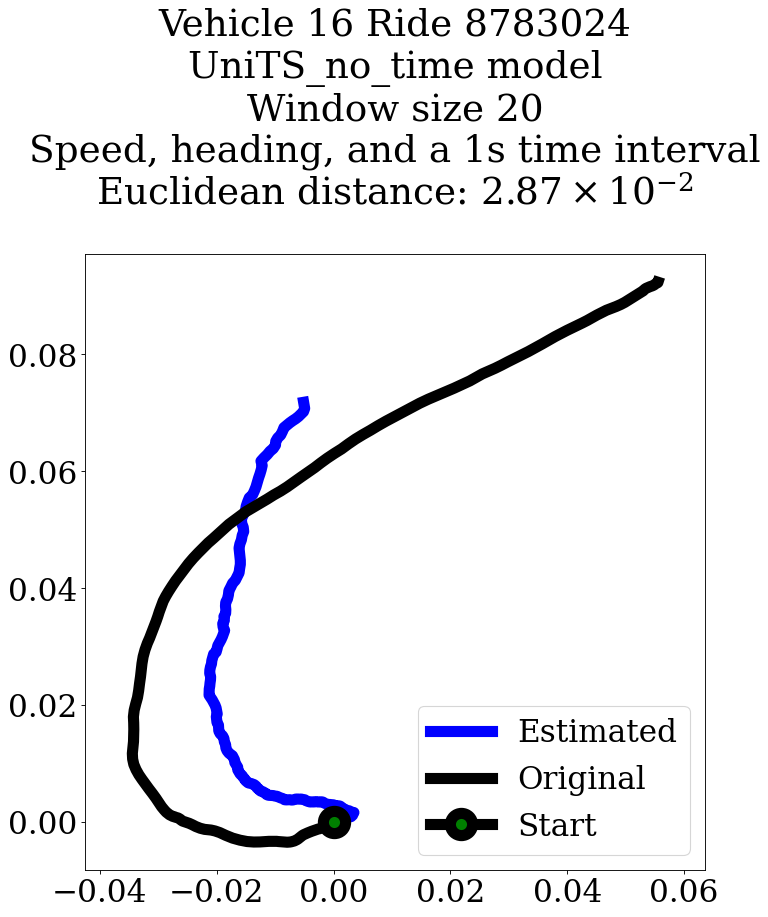 Vehicle 16 Ride 8783024
UniTS_no_time model
Window size 20
Speed, heading, and a 1s time interval
Euclidean distance: 2.87 × 10⁻²
0.08
0.06
0.04
0.02
0.00
Estimated
Original
Start
−0.04 −0.02 0.00 0.02 0.04 0.06